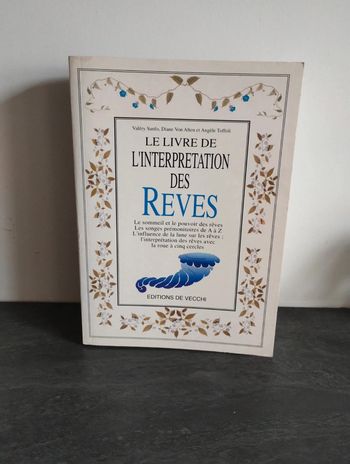 Valéry Sanfo, Diane Von Alten et Angèle Toffoli
LE LIVRE DE
L'INTERPRETATION
DES
REVES
Le sommeil et le pouvoir des rêves
Les songes prémonitoires de A à Z
L'influence de la lune sur les rêves :
l'interprétation des rêves avec
la roue à cinq cercles
EDITIONS DE VECCHI